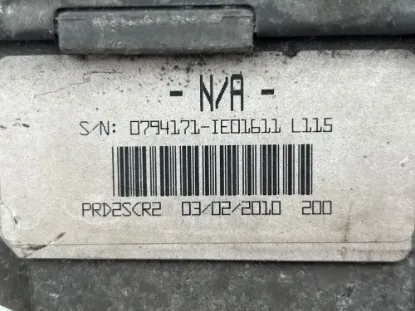 - N/A -
S/N: 0794171-IE01611 L115
PRD2SCR2 03/02/2010 200